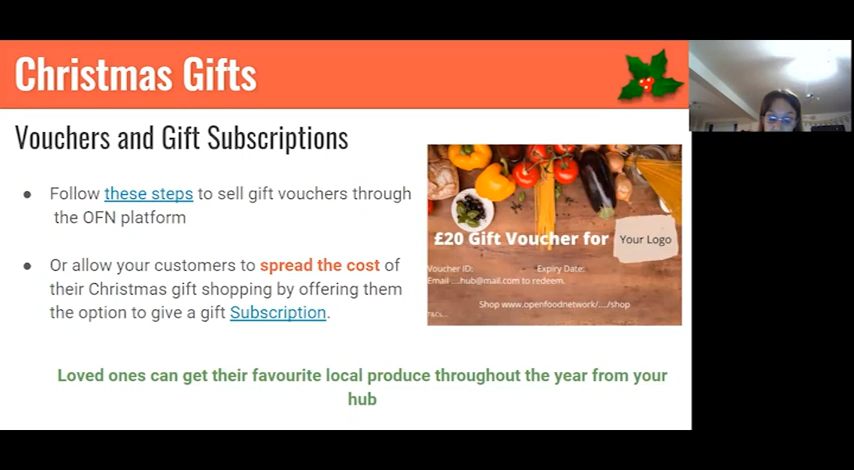 Christmas Gifts
Vouchers and Gift Subscriptions
● Follow these steps to sell gift vouchers through
the OFN platform
● Or allow your customers to spread the cost of
their Christmas gift shopping by offering them
the option to give a gift Subscription.
£20 Gift Voucher for Your Logo
Voucher ID: Expiry Date:
Email ....hub@mail.com to redeem.
Shop www.openfoodnetwork/..../shop
T&Cs...
Loved ones can get their favourite local produce throughout the year from your
hub